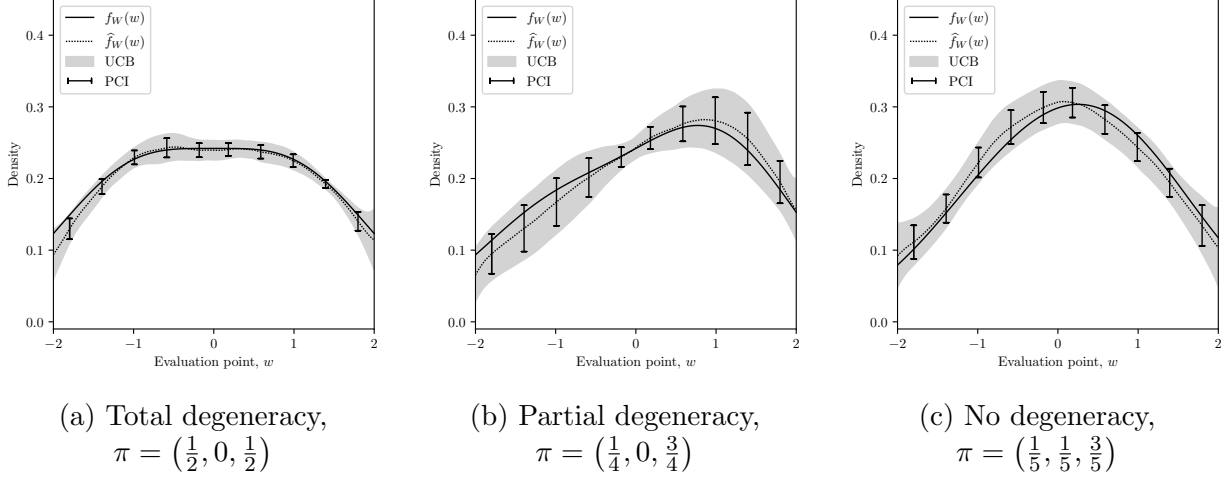 0.4
0.3
0.2
0.1
0.0
Density
−2 −1 0 1 2
Evaluation point, w
f_W(w)
\hat{f}_W(w)
UCB
PCI
(a) Total degeneracy,
π = (1/2, 0, 1/2)
0.4
0.3
0.2
0.1
0.0
Density
−2 −1 0 1 2
Evaluation point, w
f_W(w)
\hat{f}_W(w)
UCB
PCI
(b) Partial degeneracy,
π = (1/4, 0, 3/4)
0.4
0.3
0.2
0.1
0.0
Density
−2 −1 0 1 2
Evaluation point, w
f_W(w)
\hat{f}_W(w)
UCB
PCI
(c) No degeneracy,
π = (1/5, 1/5, 3/5)